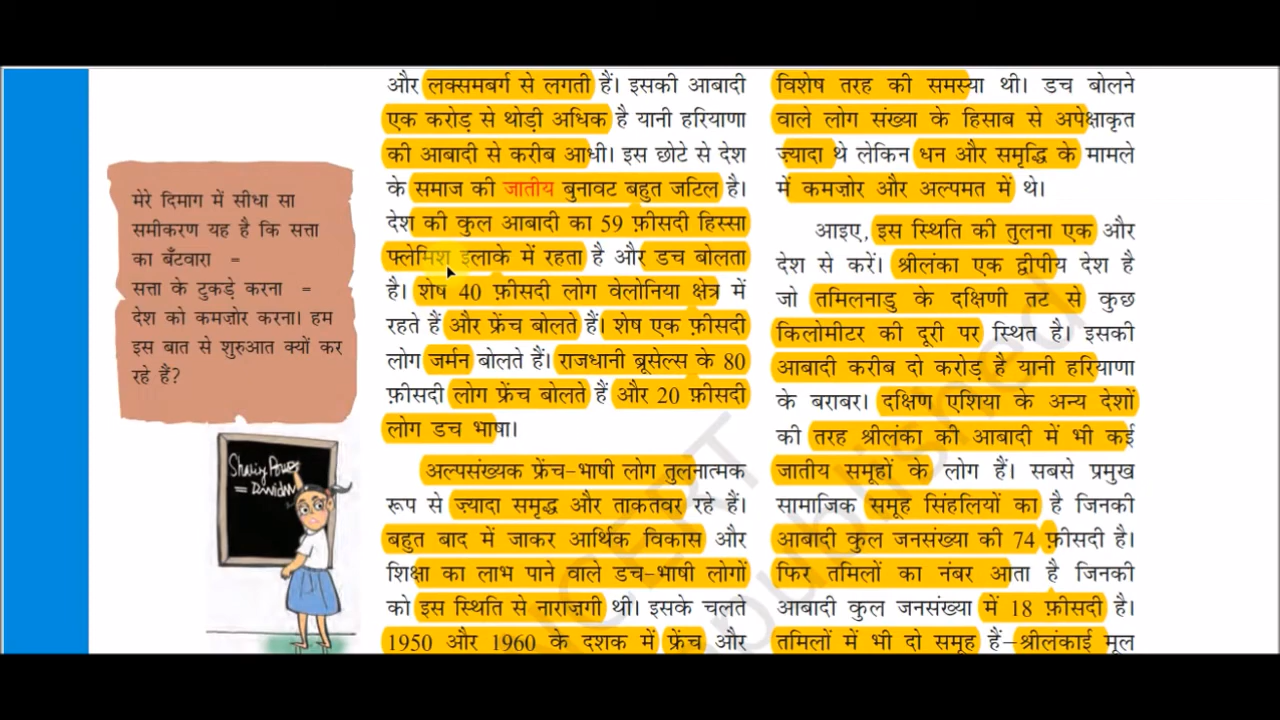 मेरे दिमाग में सीधा सा
समीकरण यह है कि सत्ता
का बँटवारा =
सत्ता के टुकड़े करना =
देश को कमज़ोर करना। हम
इस बात से शुरुआत क्यों कर
रहे हैं?
Sharing Power
= Dividin
और लक्समबर्ग से लगती हैं। इसकी आबादी
एक करोड़ से थोड़ी अधिक है यानी हरियाणा
की आबादी से करीब आधी। इस छोटे से देश
के समाज की जातीय बुनावट बहुत जटिल है।
देश की कुल आबादी का 59 फ़ीसदी हिस्सा
फ्लेमिश इलाके में रहता है और डच बोलता
है। शेष 40 फ़ीसदी लोग वेलोनिया क्षेत्र में
रहते हैं और फ्रेंच बोलते हैं। शेष एक फ़ीसदी
लोग जर्मन बोलते हैं। राजधानी ब्रूसेल्स के 80
फ़ीसदी लोग फ्रेंच बोलते हैं और 20 फ़ीसदी
लोग डच भाषा।
अल्पसंख्यक फ्रेंच-भाषी लोग तुलनात्मक
रूप से ज़्यादा समृद्ध और ताकतवर रहे हैं।
बहुत बाद में जाकर आर्थिक विकास और
शिक्षा का लाभ पाने वाले डच-भाषी लोगों
को इस स्थिति से नाराज़गी थी। इसके चलते
1950 और 1960 के दशक में फ्रेंच और
विशेष तरह की समस्या थी। डच बोलने
वाले लोग संख्या के हिसाब से अपेक्षाकृत
ज़्यादा थे लेकिन धन और समृद्धि के मामले
में कमज़ोर और अल्पमत में थे।
आइए, इस स्थिति की तुलना एक और
देश से करें। श्रीलंका एक द्वीपीय देश है
जो तमिलनाडु के दक्षिणी तट से कुछ
किलोमीटर की दूरी पर स्थित है। इसकी
आबादी करीब दो करोड़ है यानी हरियाणा
के बराबर। दक्षिण एशिया के अन्य देशों
की तरह श्रीलंका की आबादी में भी कई
जातीय समूहों के लोग हैं। सबसे प्रमुख
सामाजिक समूह सिंहलियों का है जिनकी
आबादी कुल जनसंख्या की 74 फ़ीसदी है।
फिर तमिलों का नंबर आता है जिनकी
आबादी कुल जनसंख्या में 18 फ़ीसदी है।
तमिलों में भी दो समूह हैं-श्रीलंकाई मूल